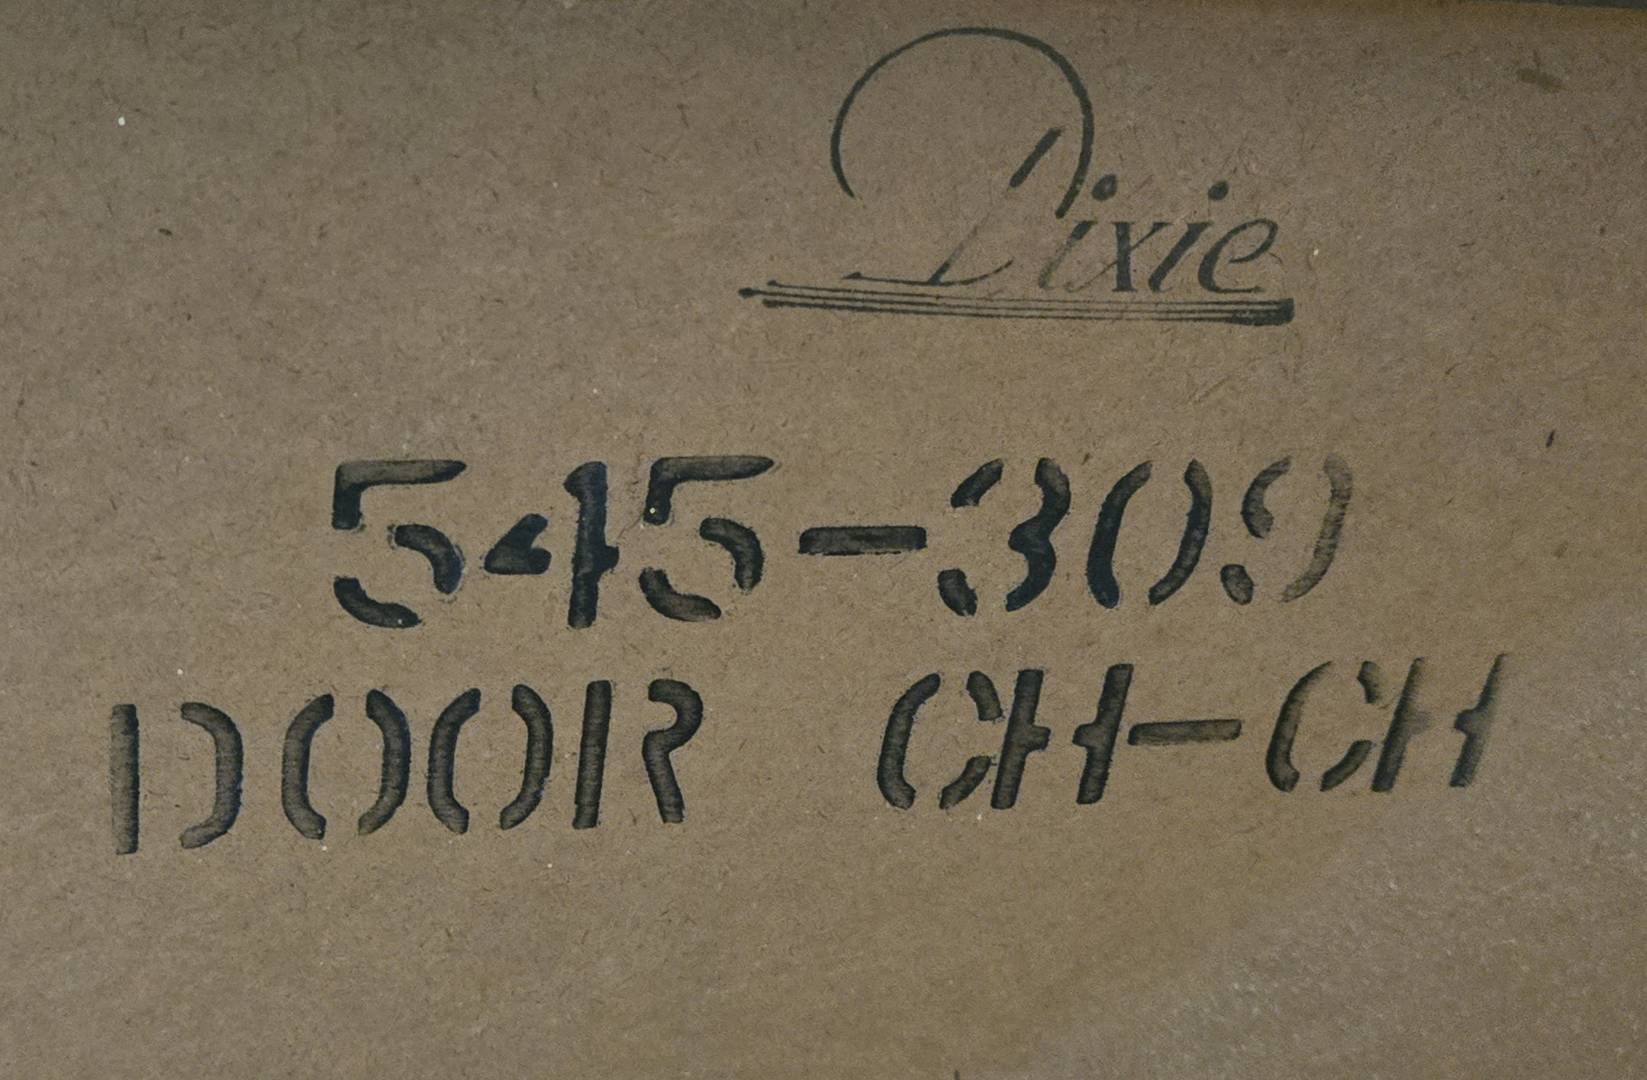 Dixie
545-309
DOOR CH-CH